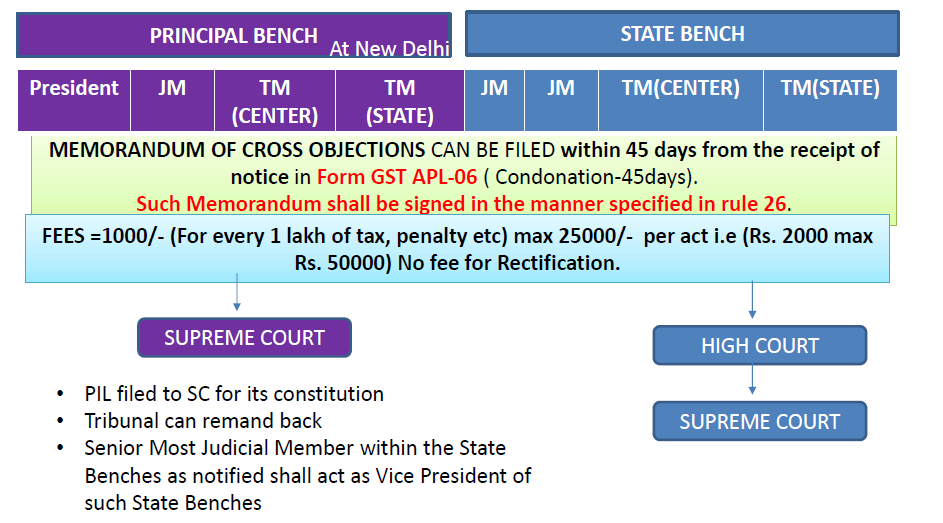 PRINCIPAL BENCH
At New Delhi
STATE BENCH
President
JM
TM
(CENTER)
TM
(STATE)
JM
JM
TM(CENTER)
TM(STATE)
MEMORANDUM OF CROSS OBJECTIONS CAN BE FILED within 45 days from the receipt of
notice in Form GST APL-06 ( Condonation-45days).
Such Memorandum shall be signed in the manner specified in rule 26.
FEES =1000/- (For every 1 lakh of tax, penalty etc) max 25000/- per act i.e (Rs. 2000 max
Rs. 50000) No fee for Rectification.
SUPREME COURT
HIGH COURT
SUPREME COURT
• PIL filed to SC for its constitution
• Tribunal can remand back
• Senior Most Judicial Member within the State
Benches as notified shall act as Vice President of
such State Benches